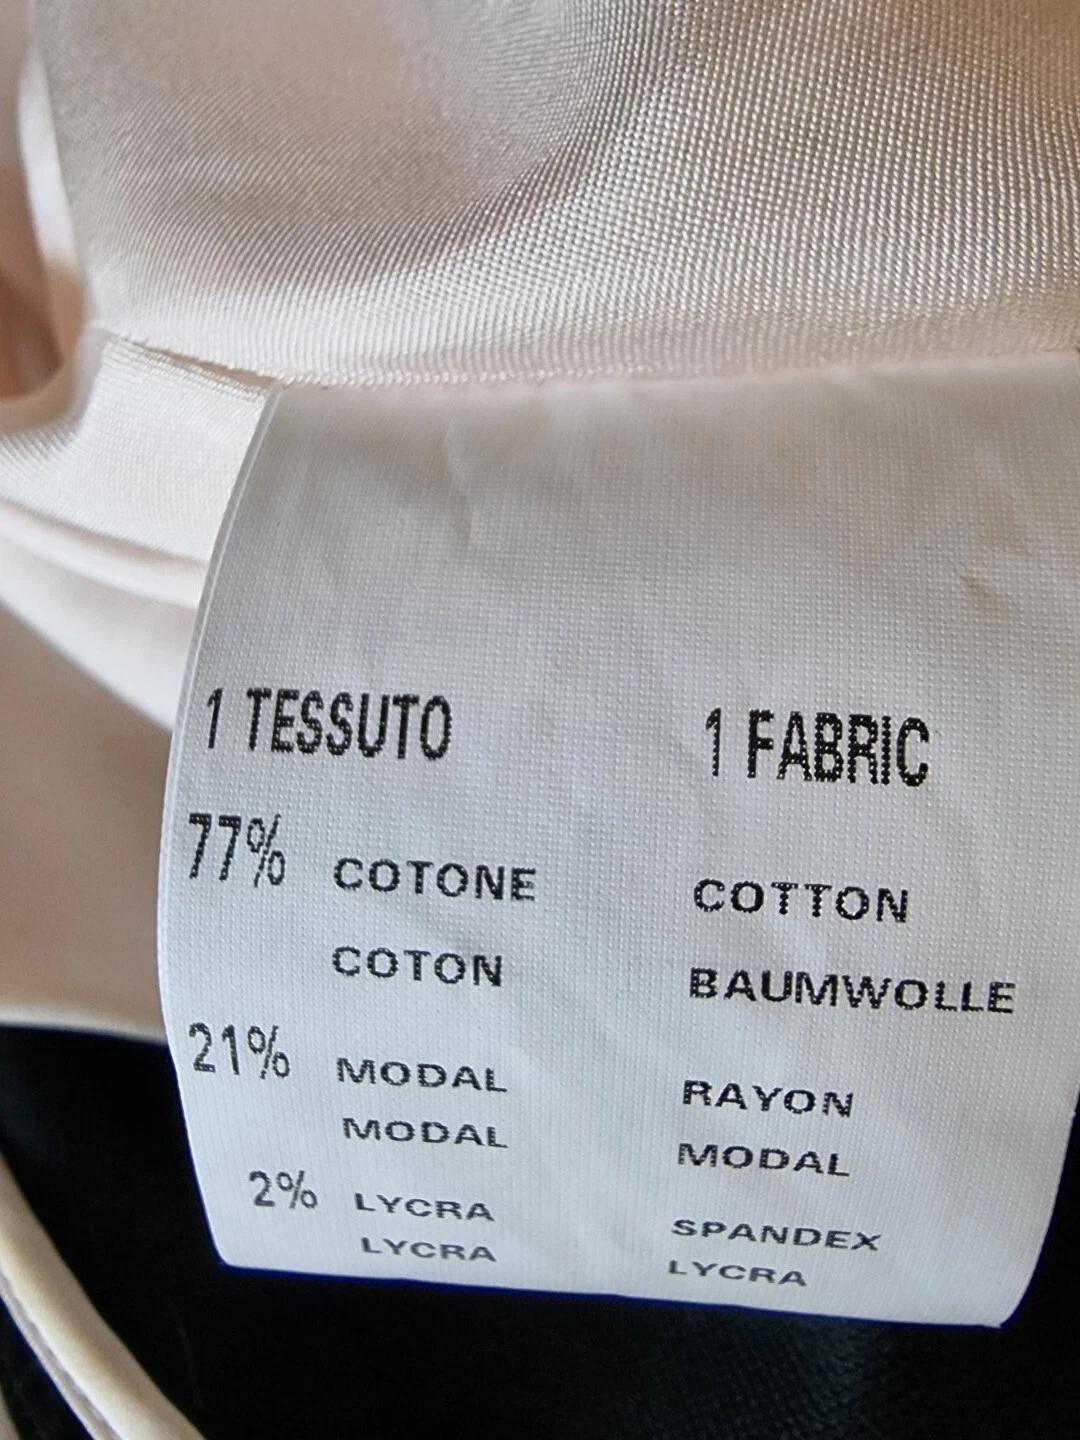 1 TESSUTO 1 FABRIC
77% COTONE COTTON
COTON BAUMWOLLE
21% MODAL RAYON
MODAL MODAL
2% LYCRA SPANDEX
LYCRA LYCRA